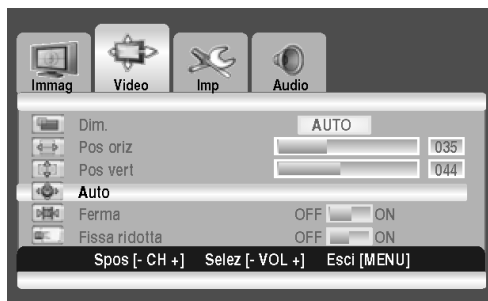 Immag Video Imp Audio
Dim. AUTO
Pos oriz 035
Pos vert 044
Auto
Ferma OFF ON
Fissa ridotta OFF ON
Spos [- CH +] Selez [- VOL +] Esci [MENU]